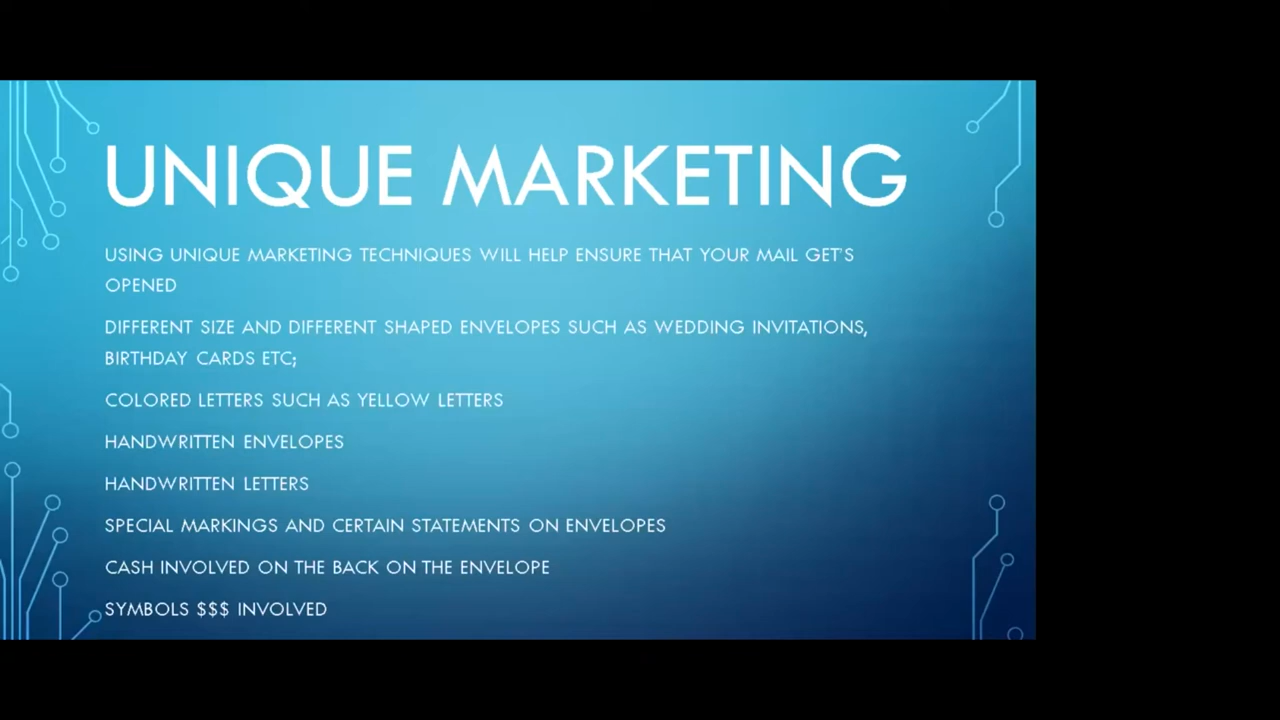 UNIQUE MARKETING
USING UNIQUE MARKETING TECHNIQUES WILL HELP ENSURE THAT YOUR MAIL GET'S
OPENED
DIFFERENT SIZE AND DIFFERENT SHAPED ENVELOPES SUCH AS WEDDING INVITATIONS,
BIRTHDAY CARDS ETC;
COLORED LETTERS SUCH AS YELLOW LETTERS
HANDWRITTEN ENVELOPES
HANDWRITTEN LETTERS
SPECIAL MARKINGS AND CERTAIN STATEMENTS ON ENVELOPES
CASH INVOLVED ON THE BACK ON THE ENVELOPE
SYMBOLS $$$ INVOLVED